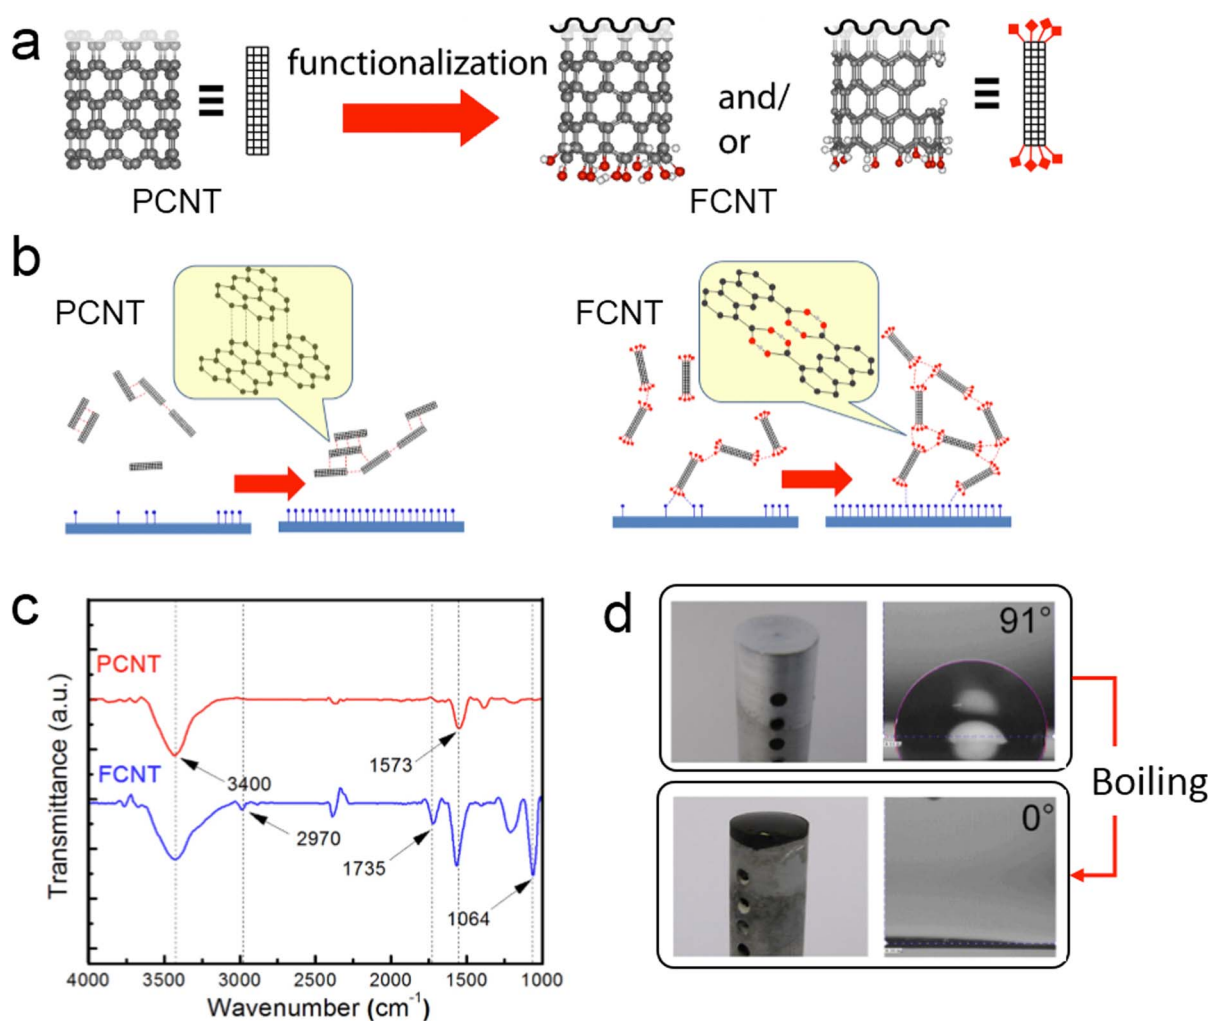 a
functionalization
and/
or
PCNT
FCNT
b
PCNT
FCNT
c
PCNT
FCNT
3400
2970
1573
1735
1064
Transmittance (a.u.)
4000 3500 3000 2500 2000 1500 1000
Wavenumber (cm⁻¹)
d
91°
0°
Boiling